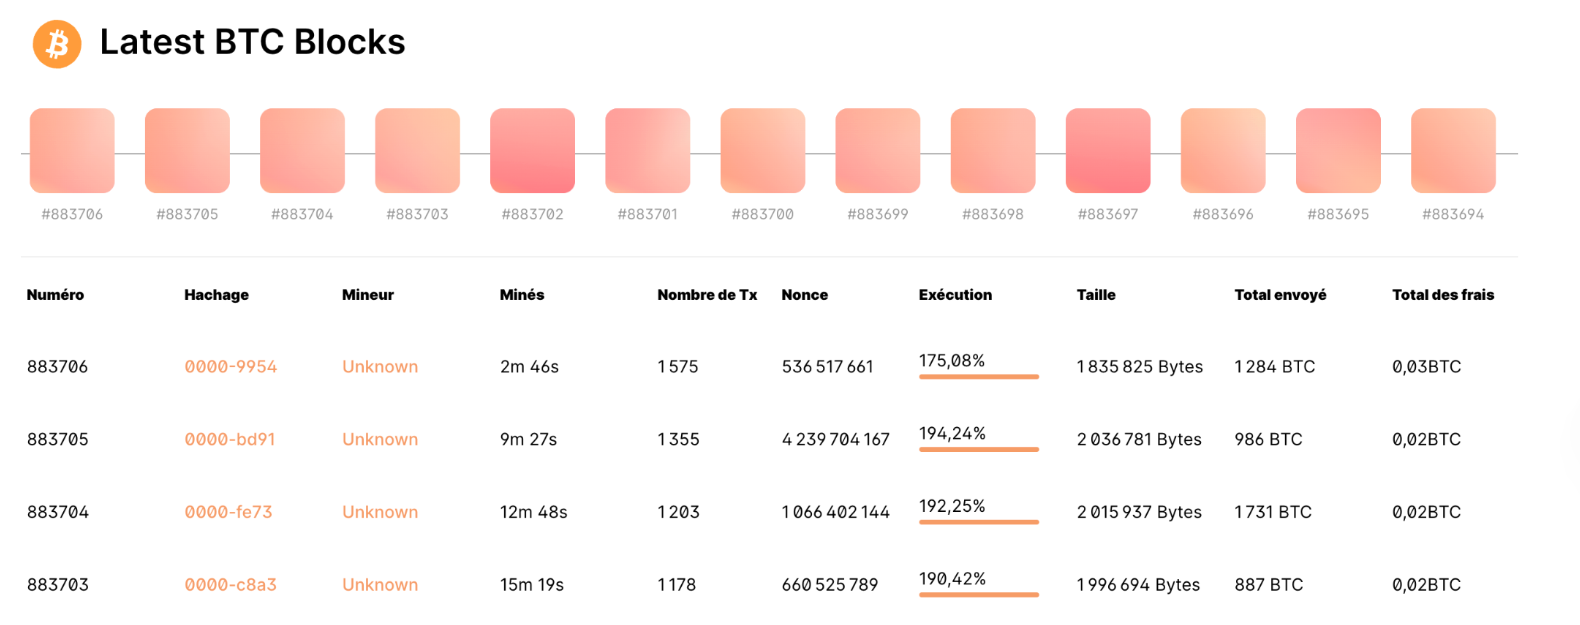 Latest BTC Blocks
#883706 #883705 #883704 #883703 #883702 #883701 #883700 #883699 #883698 #883697 #883696 #883695 #883694
Numéro Hachage Mineur Minés Nombre de Tx Nonce Exécution Taille Total envoyé Total des frais
883706 0000-9954 Unknown 2m 46s 1 575 536 517 661 175,08% 1 835 825 Bytes 1 284 BTC 0,03BTC
883705 0000-bd91 Unknown 9m 27s 1 355 4 239 704 167 194,24% 2 036 781 Bytes 986 BTC 0,02BTC
883704 0000-fe73 Unknown 12m 48s 1 203 1 066 402 144 192,25% 2 015 937 Bytes 1 731 BTC 0,02BTC
883703 0000-c8a3 Unknown 15m 19s 1 178 660 525 789 190,42% 1 996 694 Bytes 887 BTC 0,02BTC